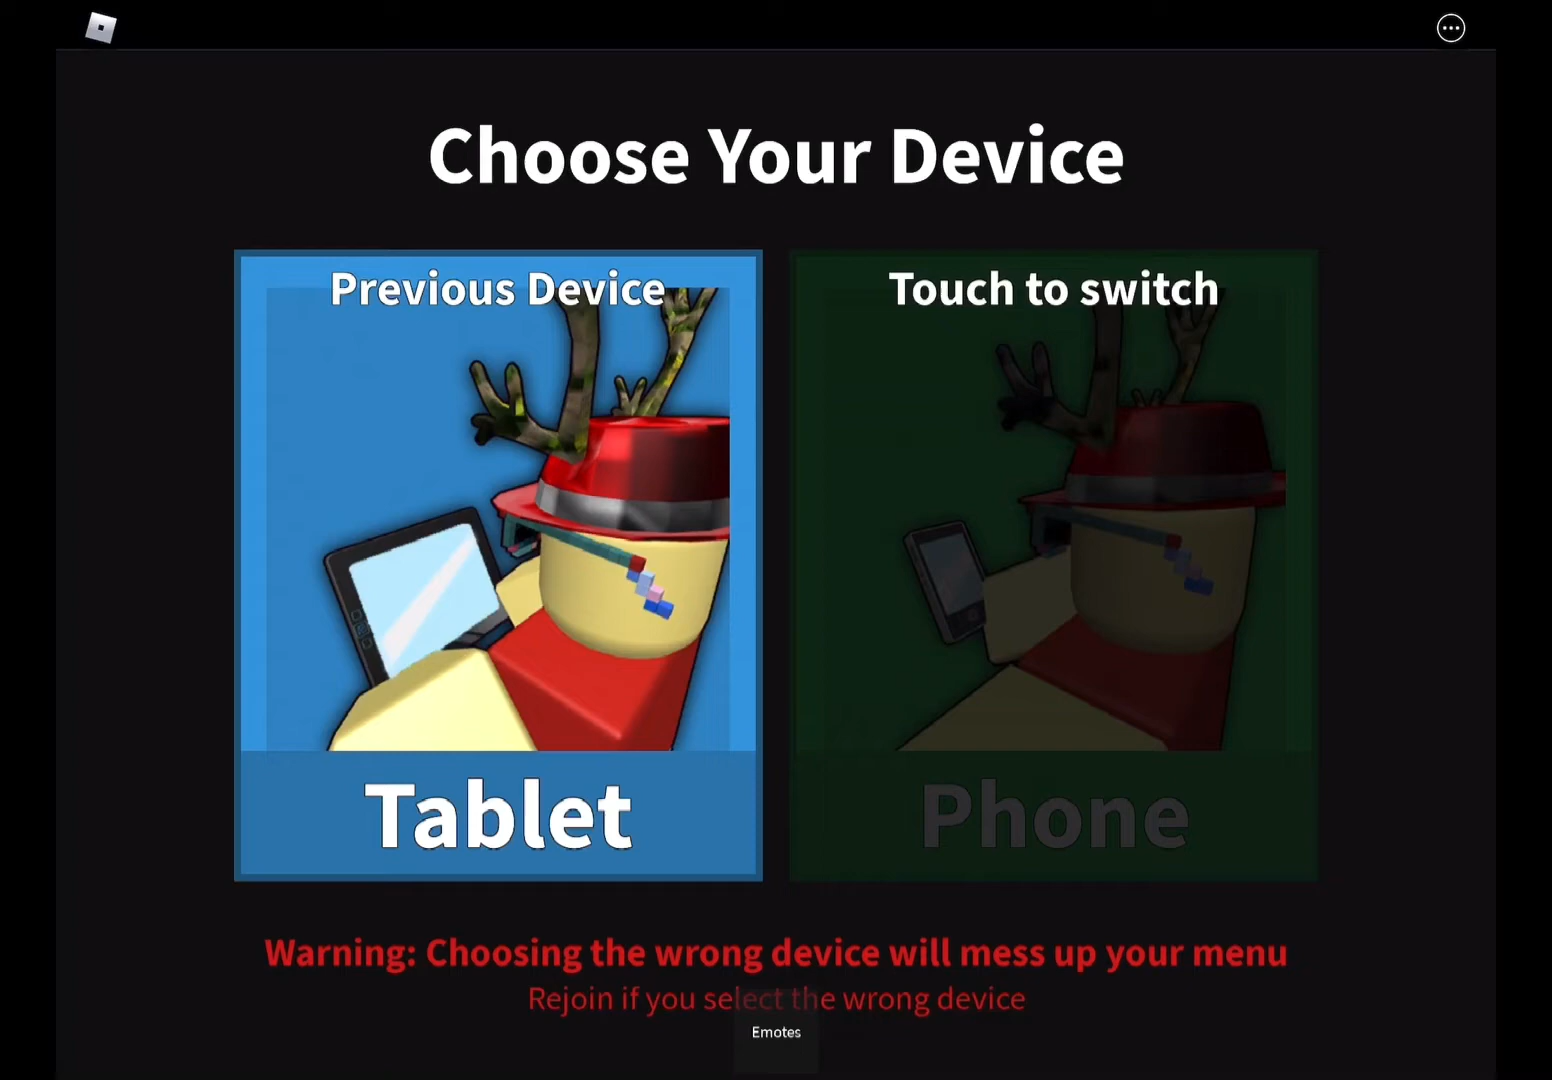 Choose Your Device
Previous Device
Touch to switch
Tablet
Phone
Warning: Choosing the wrong device will mess up your menu
Rejoin if you select the wrong device
Emotes